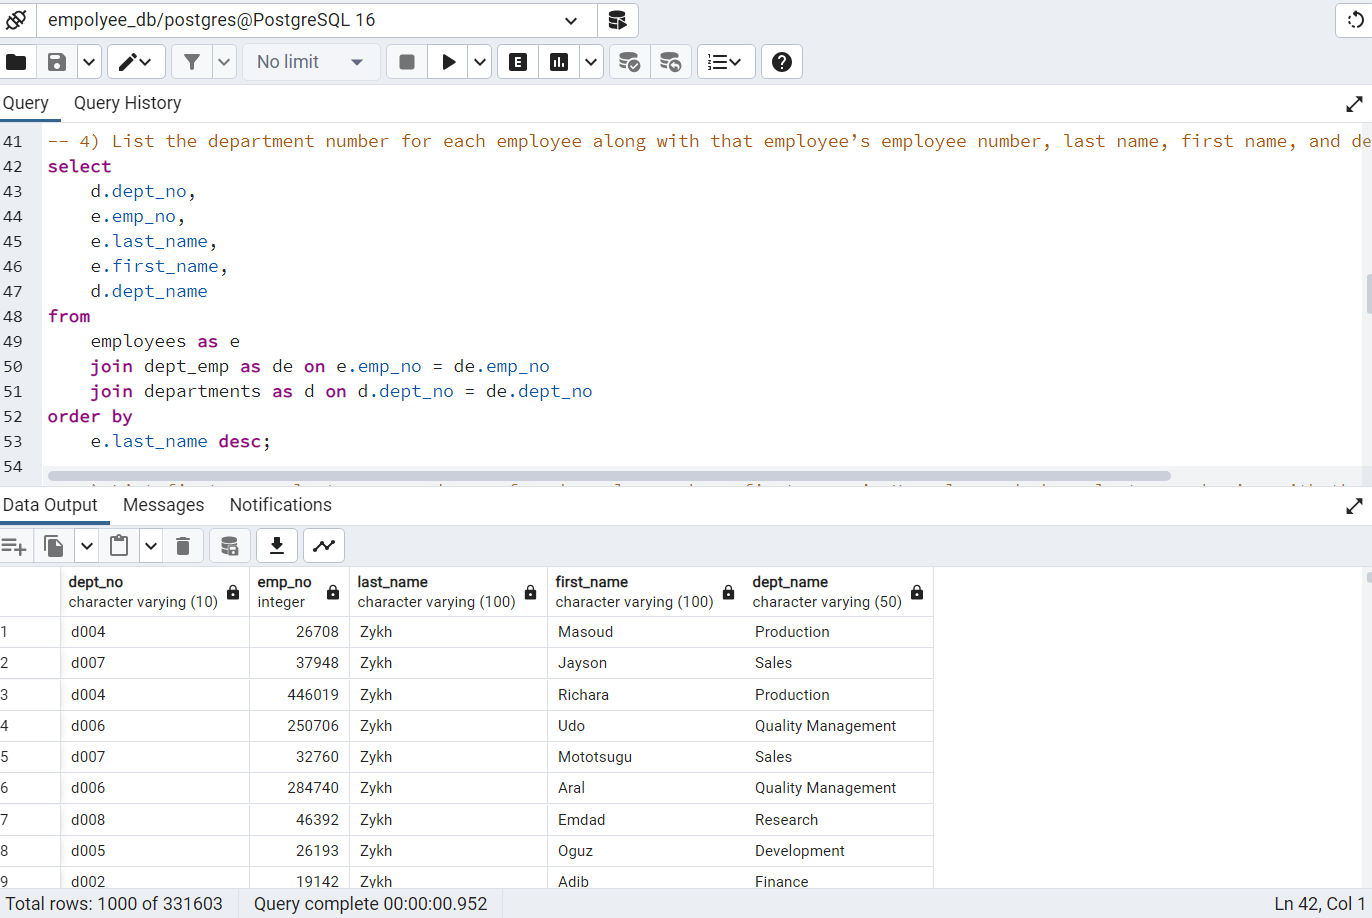 empolyee_db/postgres@PostgreSQL 16
No limit
E
Query Query History
41 -- 4) List the department number for each employee along with that employee’s employee number, last name, first name, and de
42 select
43 d.dept_no,
44 e.emp_no,
45 e.last_name,
46 e.first_name,
47 d.dept_name
48 from
49 employees as e
50 join dept_emp as de on e.emp_no = de.emp_no
51 join departments as d on d.dept_no = de.dept_no
52 order by
53 e.last_name desc;
54
Data Output Messages Notifications
dept_no emp_no last_name first_name dept_name
character varying (10) integer character varying (100) character varying (100) character varying (50)
1 d004 26708 Zykh Masoud Production
2 d007 37948 Zykh Jayson Sales
3 d004 446019 Zykh Richara Production
4 d006 250706 Zykh Udo Quality Management
5 d007 32760 Zykh Mototsugu Sales
6 d006 284740 Zykh Aral Quality Management
7 d008 46392 Zykh Emdad Research
8 d005 26193 Zykh Oguz Development
9 d002 19142 Zykh Adib Finance
Total rows: 1000 of 331603 Query complete 00:00:00.952 Ln 42, Col 1